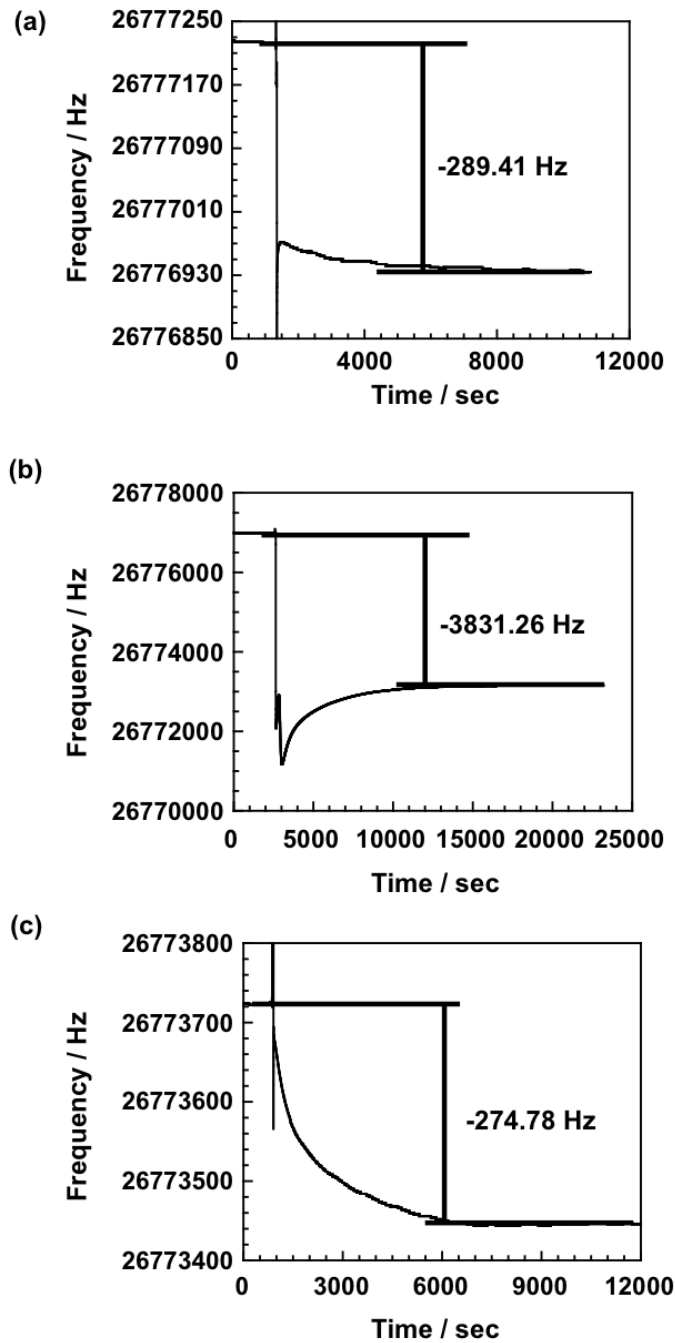 (a)
26777250
26777170
26777090
26777010
26776930
26776850
Frequency / Hz
-289.41 Hz
0 4000 8000 12000
Time / sec
(b)
26778000
26776000
26774000
26772000
26770000
Frequency / Hz
-3831.26 Hz
0 5000 10000 15000 20000 25000
Time / sec
(c)
26773800
26773700
26773600
26773500
26773400
Frequency / Hz
-274.78 Hz
0 3000 6000 9000 12000
Time / sec